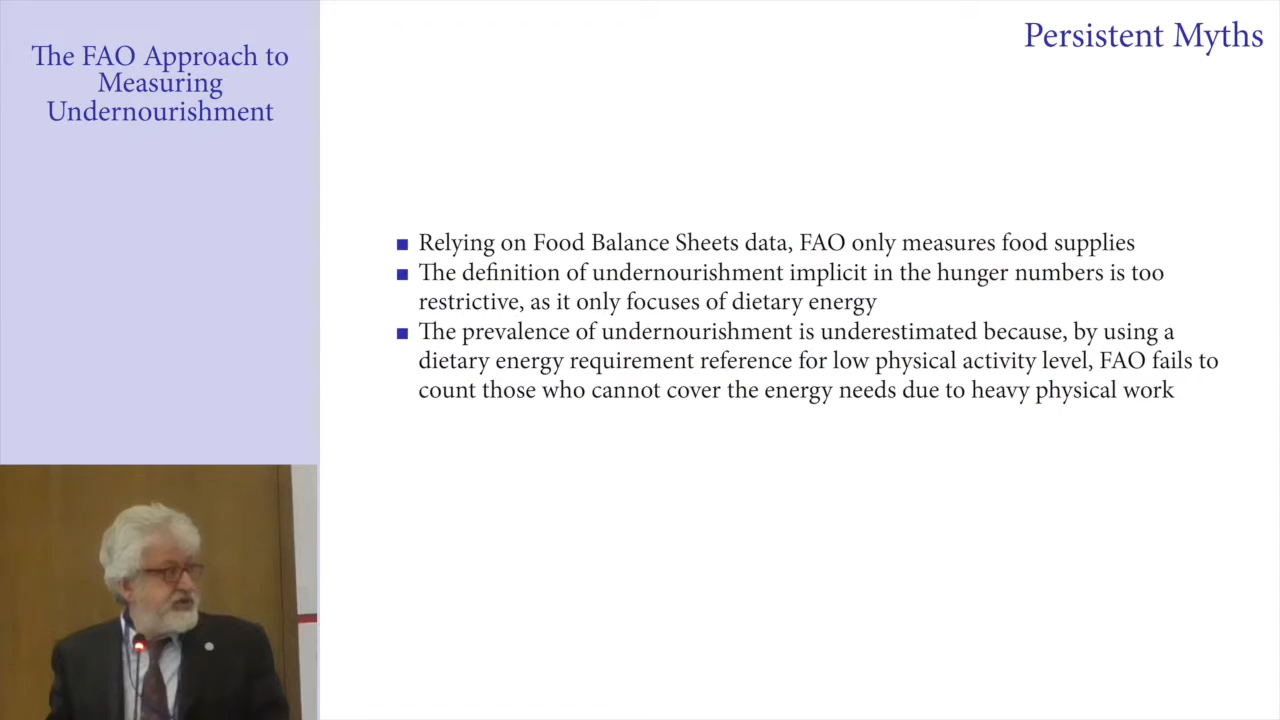 The FAO Approach to
Measuring
Undernourishment
Persistent Myths
Relying on Food Balance Sheets data, FAO only measures food supplies
The definition of undernourishment implicit in the hunger numbers is too
restrictive, as it only focuses of dietary energy
The prevalence of undernourishment is underestimated because, by using a
dietary energy requirement reference for low physical activity level, FAO fails to
count those who cannot cover the energy needs due to heavy physical work